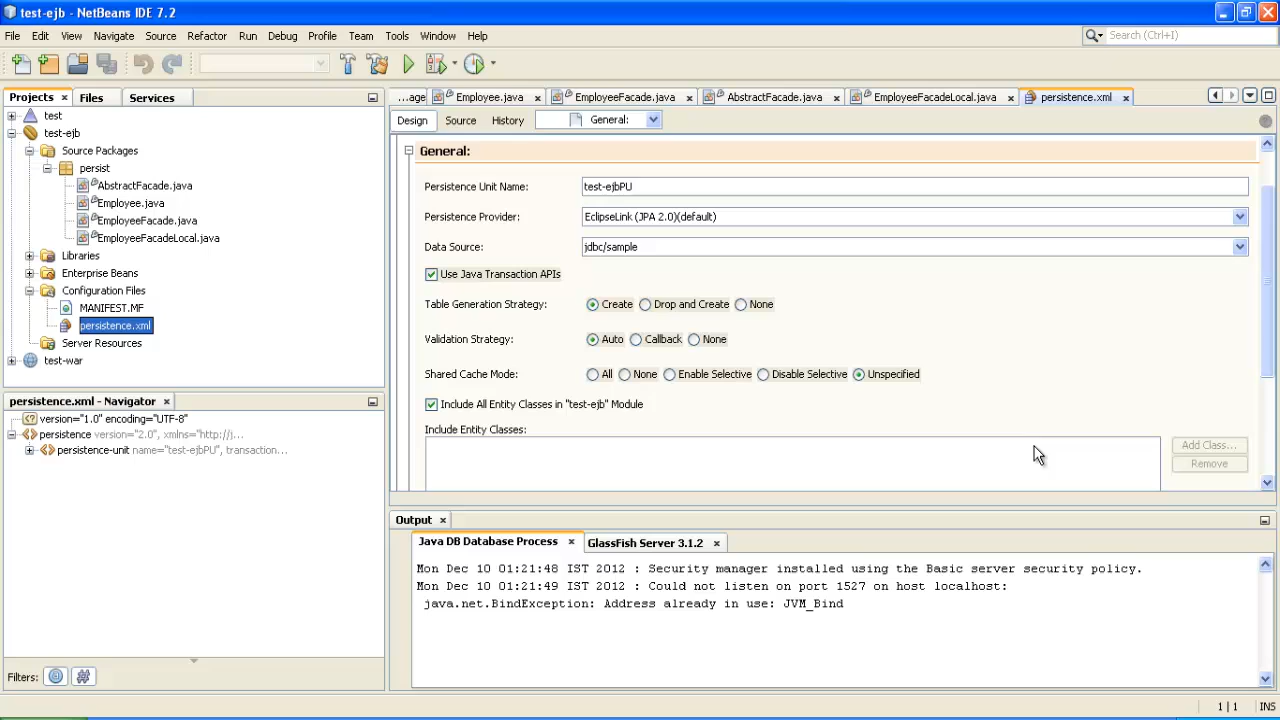 test-ejb - NetBeans IDE 7.2
File Edit View Navigate Source Refactor Run Debug Profile Team Tools Window Help
Search (Ctrl+I)
Projects Files Services
...age Employee.java EmployeeFacade.java AbstractFacade.java EmployeeFacadeLocal.java persistence.xml
Design Source History General:
test
test-ejb
Source Packages
persist
AbstractFacade.java
Employee.java
EmployeeFacade.java
EmployeeFacadeLocal.java
Libraries
Enterprise Beans
Configuration Files
MANIFEST.MF
persistence.xml
Server Resources
test-war
General:
Persistence Unit Name: test-ejbPU
Persistence Provider: EclipseLink (JPA 2.0)(default)
Data Source: jdbc/sample
Use Java Transaction APIs
Table Generation Strategy: Create Drop and Create None
Validation Strategy: Auto Callback None
Shared Cache Mode: All None Enable Selective Disable Selective Unspecified
Include All Entity Classes in "test-ejb" Module
Include Entity Classes:
Add Class...
Remove
persistence.xml - Navigator
version="1.0" encoding="UTF-8"
persistence version="2.0", xmlns="http://j...
persistence-unit name="test-ejbPU", transaction...
Filters:
Output
Java DB Database Process GlassFish Server 3.1.2
Mon Dec 10 01:21:48 IST 2012 : Security manager installed using the Basic server security policy.
Mon Dec 10 01:21:49 IST 2012 : Could not listen on port 1527 on host localhost:
java.net.BindException: Address already in use: JVM_Bind
1 | 1 INS